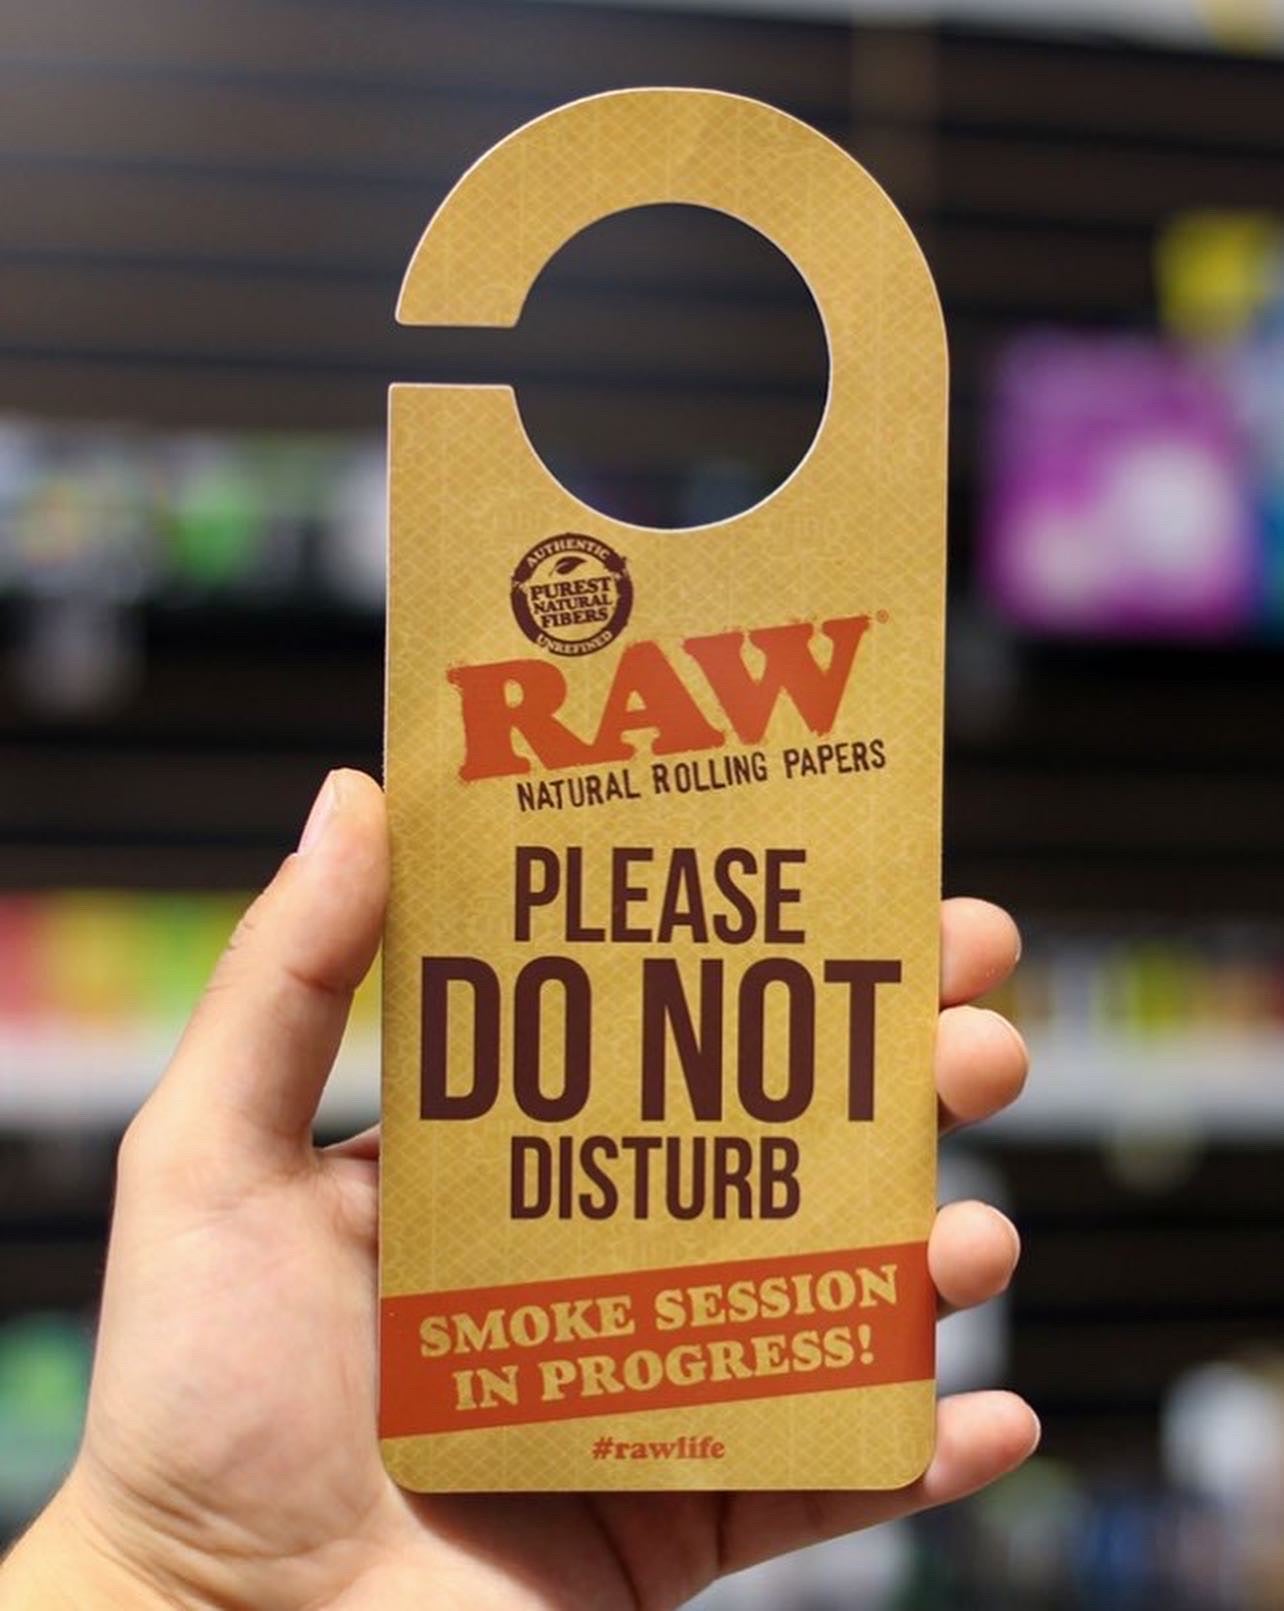 AUTHENTIC
PUREST
NATURAL
FIBERS
UNREFINED
RAW®
NATURAL ROLLING PAPERS
PLEASE
DO NOT
DISTURB
SMOKE SESSION
IN PROGRESS!
#rawlife